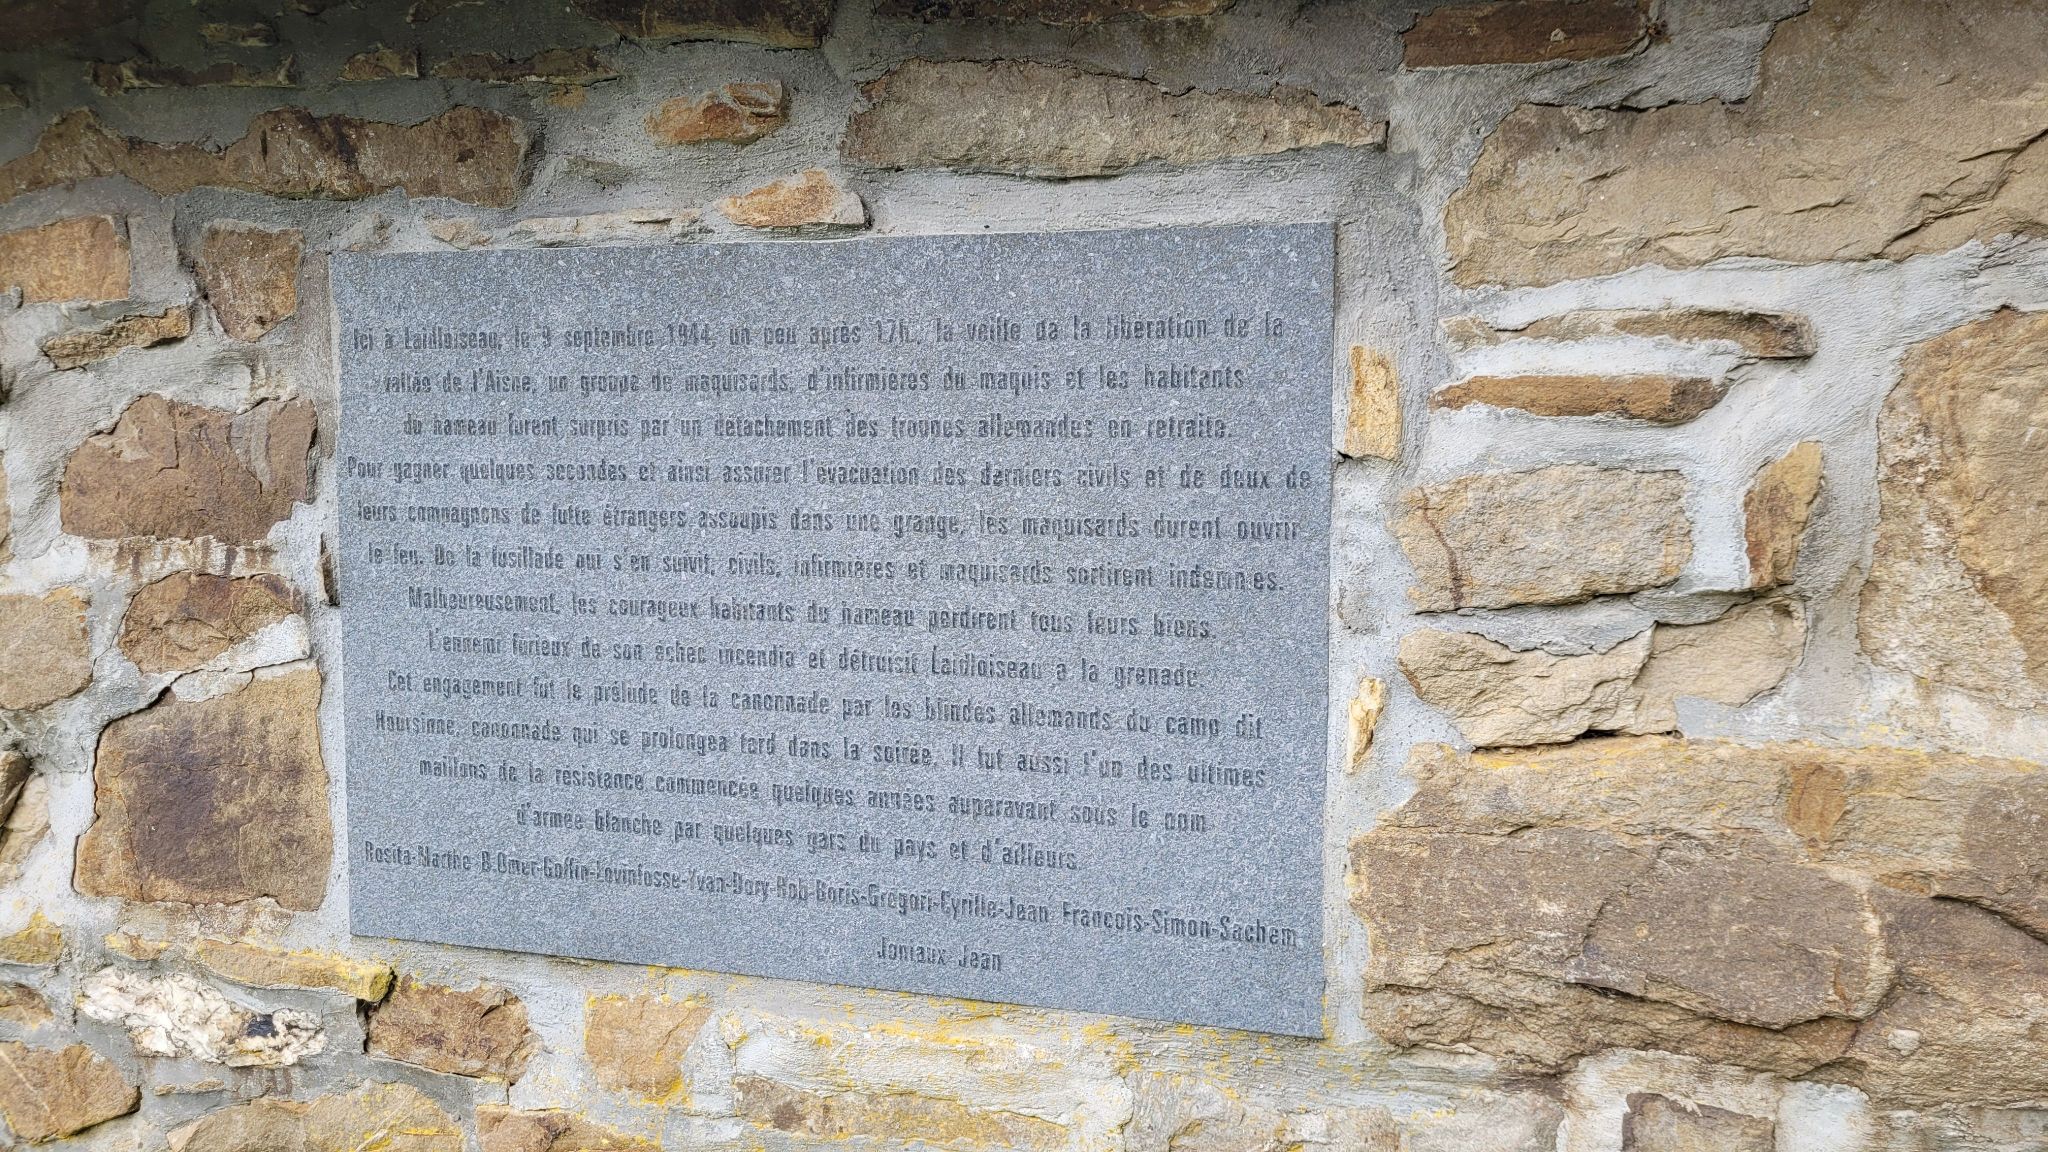 Ici à Laidloiseau, le 9 septembre 1944, un peu après 17h, la veille de la libération de la
vallée de l'Aisne, un groupe de maquisards, d'infirmières du maquis et les habitants
du hameau furent surpris par un détachement des troupes allemandes en retraite.
Pour gagner quelques secondes et ainsi assurer l'évacuation des derniers civils et de deux de
leurs compagnons de lutte étrangers assoupis dans une grange, les maquisards durent ouvrir
le feu. De la fusillade qui s'en suivit, civils, infirmières et maquisards sortirent indemnes.
Malheureusement, les courageux habitants du hameau perdirent tous leurs biens.
L'ennemi furieux de son échec incendia et détruisit Laidloiseau à la grenade.
Cet engagement fût le prélude de la canonnade par les blindés allemands du camp dit
Hoursinne, canonnade qui se prolongea tard dans la soirée. Il fut aussi l'un des ultimes
maillons de la résistance commencée quelques années auparavant sous le nom
d'armée blanche par quelques gars du pays et d'ailleurs
Rosita-Marthe B.Omer-Goffin-Lovinfosse-Yvan-Dory-Rob-Boris-Grégori-Cyrille-Jean François-Simon-Sachem
Joniaux Jean